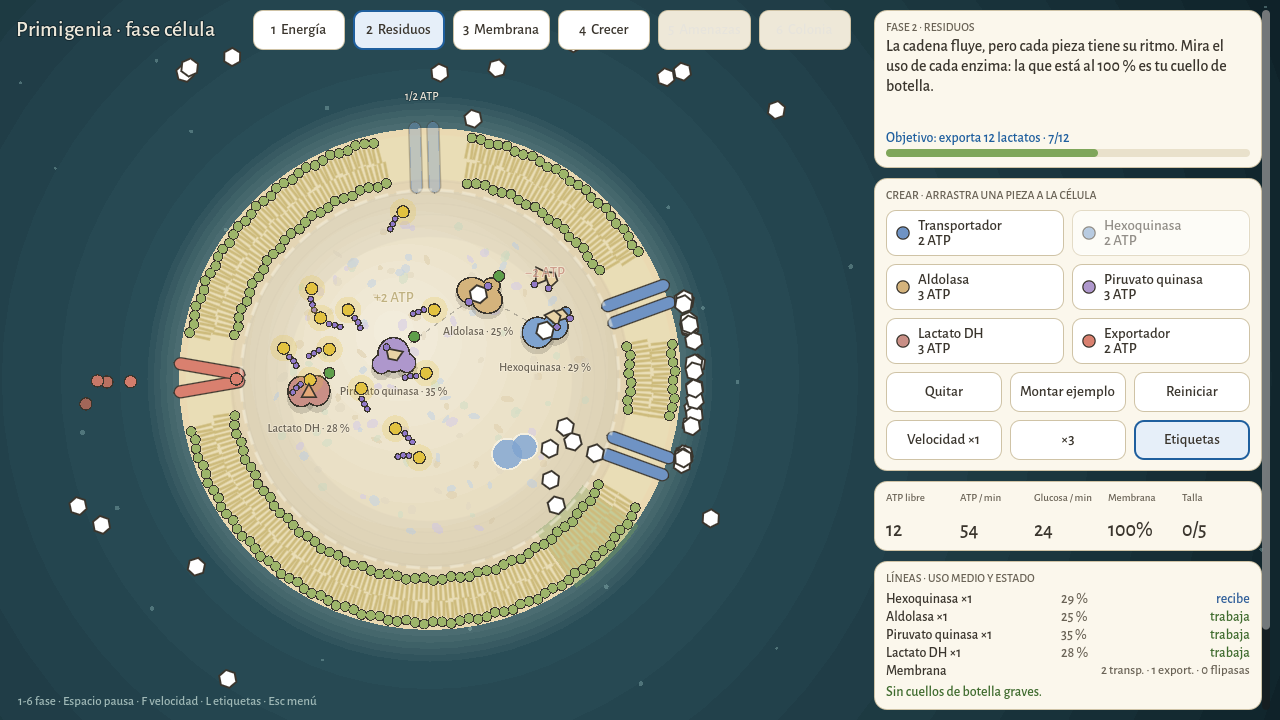 Primigenia · fase célula
1 Energía
2 Residuos
3 Membrana
4 Crecer
1/2 ATP
+2 ATP
−2 ATP
Aldolasa · 25 %
Hexoquinasa · 29 %
Piruvato quinasa · 35 %
Lactato DH · 28 %
1-6 fase · Espacio pausa · F velocidad · L etiquetas · Esc menú
FASE 2 · RESIDUOS
La cadena fluye, pero cada pieza tiene su ritmo. Mira el
uso de cada enzima: la que está al 100 % es tu cuello de
botella.
Objetivo: exporta 12 lactatos · 7/12
CREAR · ARRASTRA UNA PIEZA A LA CÉLULA
Transportador
2 ATP
Hexoquinasa
2 ATP
Aldolasa
3 ATP
Piruvato quinasa
3 ATP
Lactato DH
3 ATP
Exportador
2 ATP
Quitar
Montar ejemplo
Reiniciar
Velocidad ×1
×3
Etiquetas
ATP libre ATP / min Glucosa / min Membrana Talla
12 54 24 100% 0/5
LÍNEAS · USO MEDIO Y ESTADO
Hexoquinasa ×1 29 % recibe
Aldolasa ×1 25 % trabaja
Piruvato quinasa ×1 35 % trabaja
Lactato DH ×1 28 % trabaja
Membrana 2 transp. · 1 export. · 0 flipasas
Sin cuellos de botella graves.